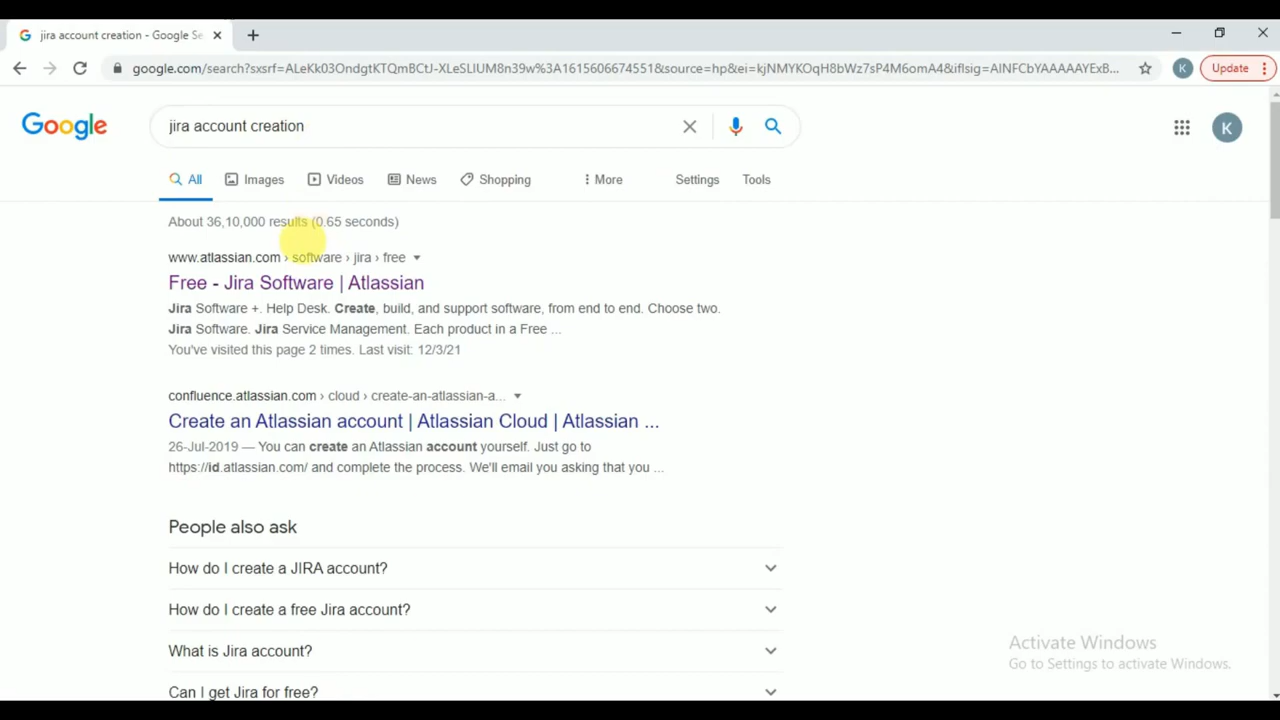 jira account creation - Google Se
google.com/search?sxsrf=ALeKk03OndgtKTQmBCtJ-XLeSLIUM8n39w%3A1615606674551&source=hp&ei=kjNMYKOqH8bWz7sP4M6omA4&iflsig=AINFCbYAAAAAYExB...
K
Update
Google
jira account creation
K
All
Images
Videos
News
Shopping
More
Settings
Tools
About 36,10,000 results (0.65 seconds)
www.atlassian.com › software › jira › free
Free - Jira Software | Atlassian
Jira Software +. Help Desk. Create, build, and support software, from end to end. Choose two.
Jira Software. Jira Service Management. Each product in a Free ...
You've visited this page 2 times. Last visit: 12/3/21
confluence.atlassian.com › cloud › create-an-atlassian-a...
Create an Atlassian account | Atlassian Cloud | Atlassian ...
26-Jul-2019 — You can create an Atlassian account yourself. Just go to
https://id.atlassian.com/ and complete the process. We'll email you asking that you ...
People also ask
How do I create a JIRA account?
How do I create a free Jira account?
What is Jira account?
Can I get Jira for free?
Activate Windows
Go to Settings to activate Windows.